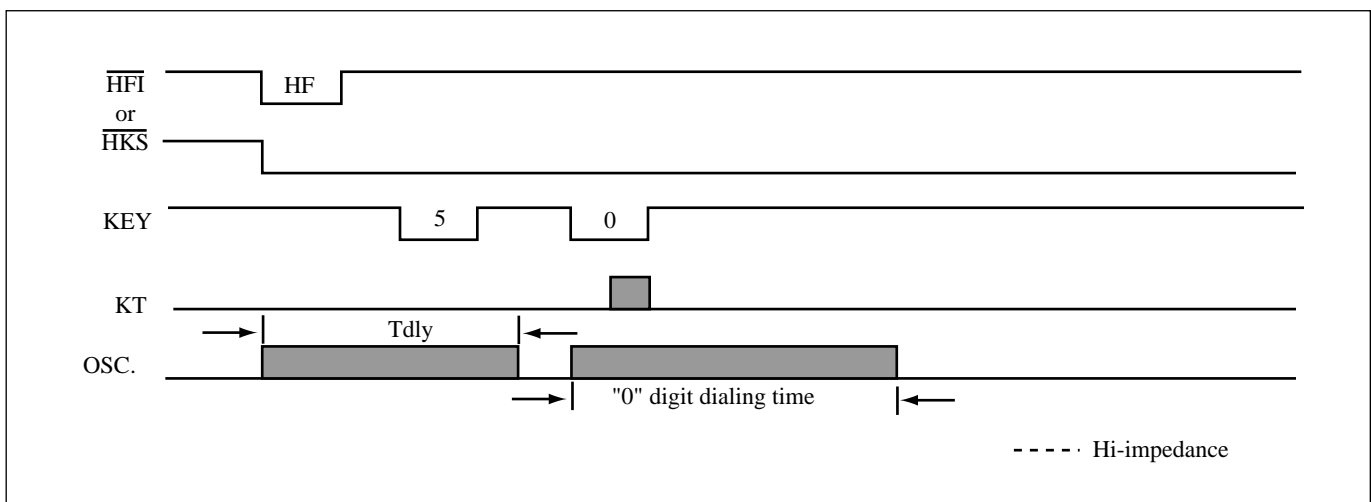 HFI
HF
or
HKS
KEY
5
0
KT
Tdly
OSC.
"0" digit dialing time
Hi-impedance